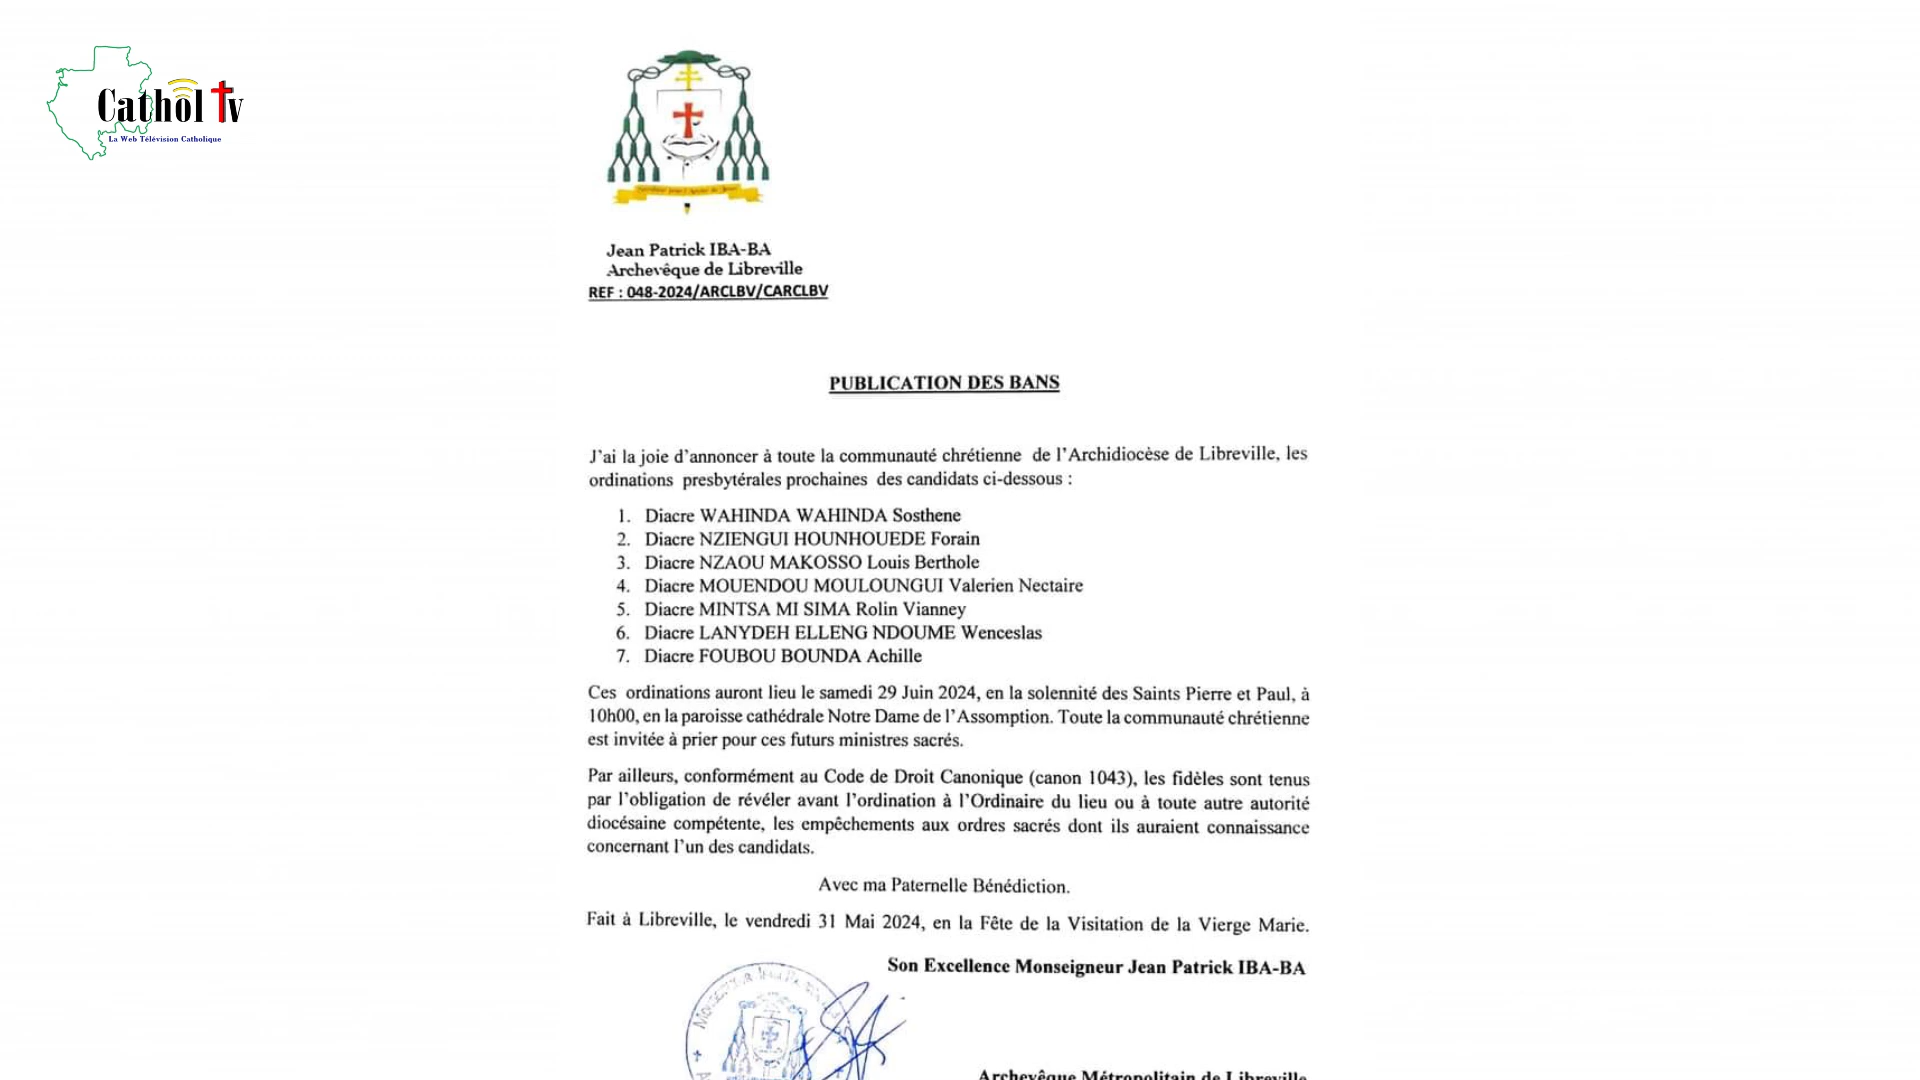 Cathol Tv
La Web Télévision Catholique
Jean Patrick IBA-BA
Archevêque de Libreville
REF : 048-2024/ARCLBV/CARCLBV
PUBLICATION DES BANS
J'ai la joie d'annoncer à toute la communauté chrétienne de l'Archidiocèse de Libreville, les
ordinations presbytérales prochaines des candidats ci-dessous :
1. Diacre WAHINDA WAHINDA Sosthene
2. Diacre NZIENGUI HOUNHOUEDE Forain
3. Diacre NZAOU MAKOSSO Louis Berthole
4. Diacre MOUENDOU MOULOUNGUI Valerien Nectaire
5. Diacre MINTSA MI SIMA Rolin Vianney
6. Diacre LANYDEH ELLENG NDOUME Wenceslas
7. Diacre FOUBOU BOUNDA Achille
Ces ordinations auront lieu le samedi 29 Juin 2024, en la solennité des Saints Pierre et Paul, à
10h00, en la paroisse cathédrale Notre Dame de l'Assomption. Toute la communauté chrétienne
est invitée à prier pour ces futurs ministres sacrés.
Par ailleurs, conformément au Code de Droit Canonique (canon 1043), les fidèles sont tenus
par l'obligation de révéler avant l'ordination à l'Ordinaire du lieu ou à toute autre autorité
diocésaine compétente, les empêchements aux ordres sacrés dont ils auraient connaissance
concernant l'un des candidats.
Avec ma Paternelle Bénédiction.
Fait à Libreville, le vendredi 31 Mai 2024, en la Fête de la Visitation de la Vierge Marie.
Son Excellence Monseigneur Jean Patrick IBA-BA
Archevêque Métropolitain de Libreville